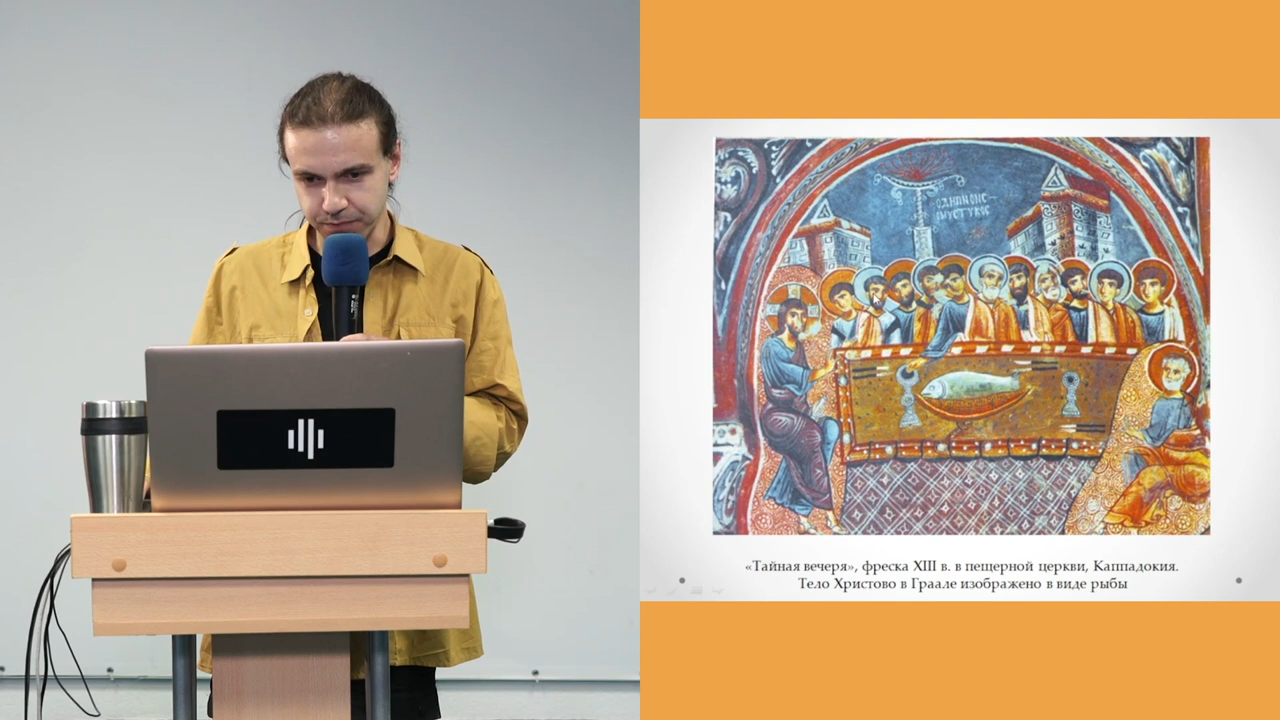 «Тайная вечеря», фреска XIII в. в пещерной церкви, Каппадокия.
Тело Христово в Граале изображено в виде рыбы